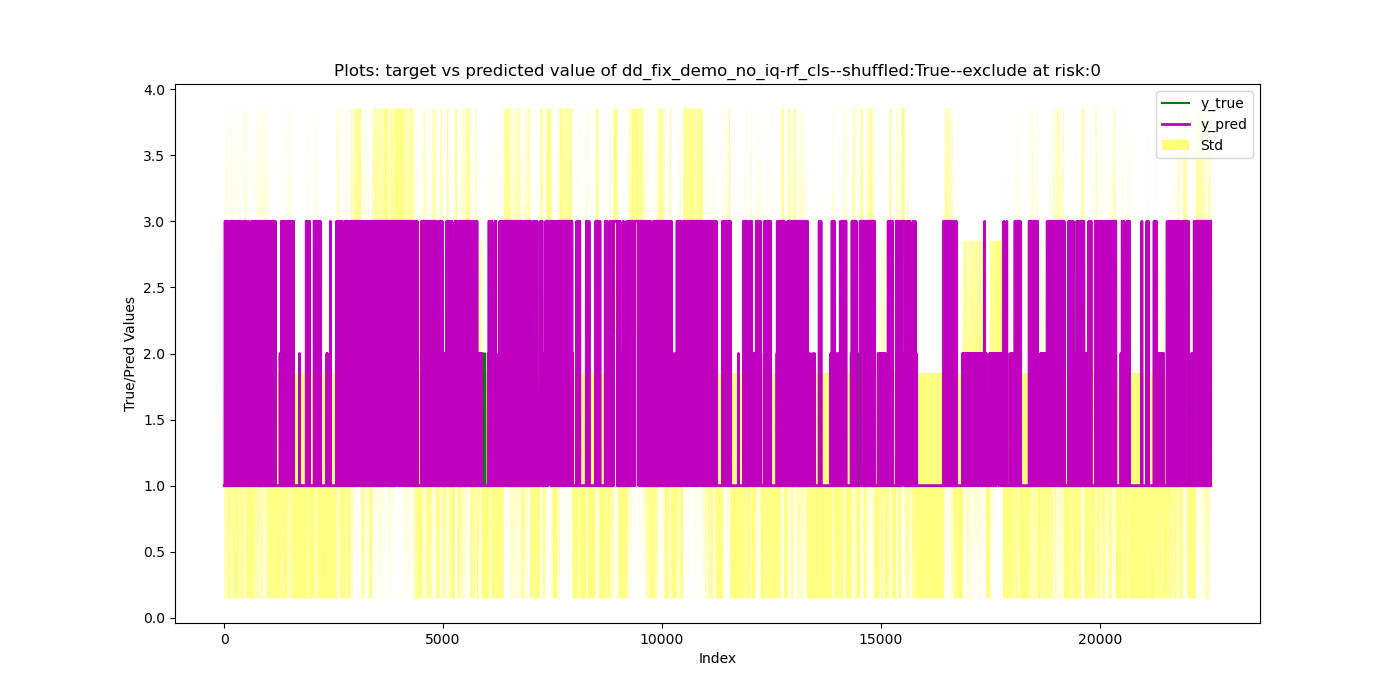 Plots: target vs predicted value of dd_fix_demo_no_iq-rf_cls--shuffled:True--exclude at risk:0
y_true
y_pred
Std
True/Pred Values
4.0
3.5
3.0
2.5
2.0
1.5
1.0
0.5
0.0
0
5000
10000
15000
20000
Index